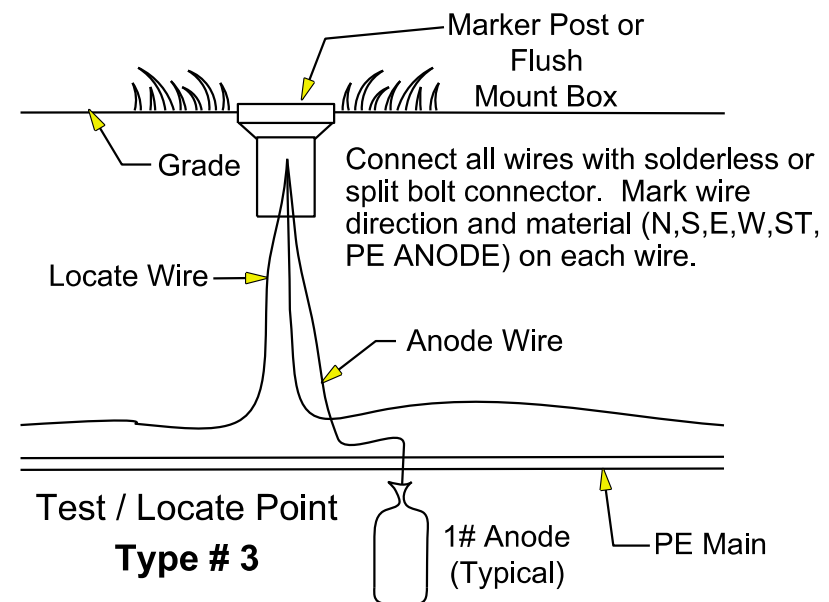 Marker Post or
Flush
Mount Box
Grade
Connect all wires with solderless or
split bolt connector.  Mark wire
direction and material (N,S,E,W,ST,
PE ANODE) on each wire.
Locate Wire
Anode Wire
Test / Locate Point
Type # 3
1# Anode
(Typical)
PE Main